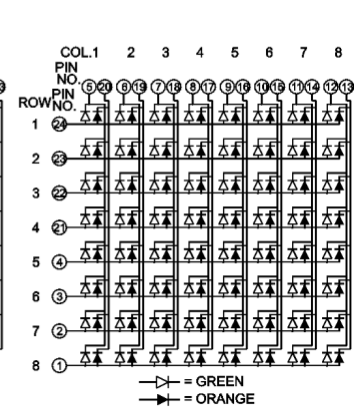 COL.1 2 3 4 5 6 7 8
PIN NO. 5 20 6 19 7 18 8 17 9 16 10 15 11 14 12 13
ROW PIN NO.
1 24
2 23
3 22
4 21
5 4
6 3
7 2
8 1
= GREEN
= ORANGE